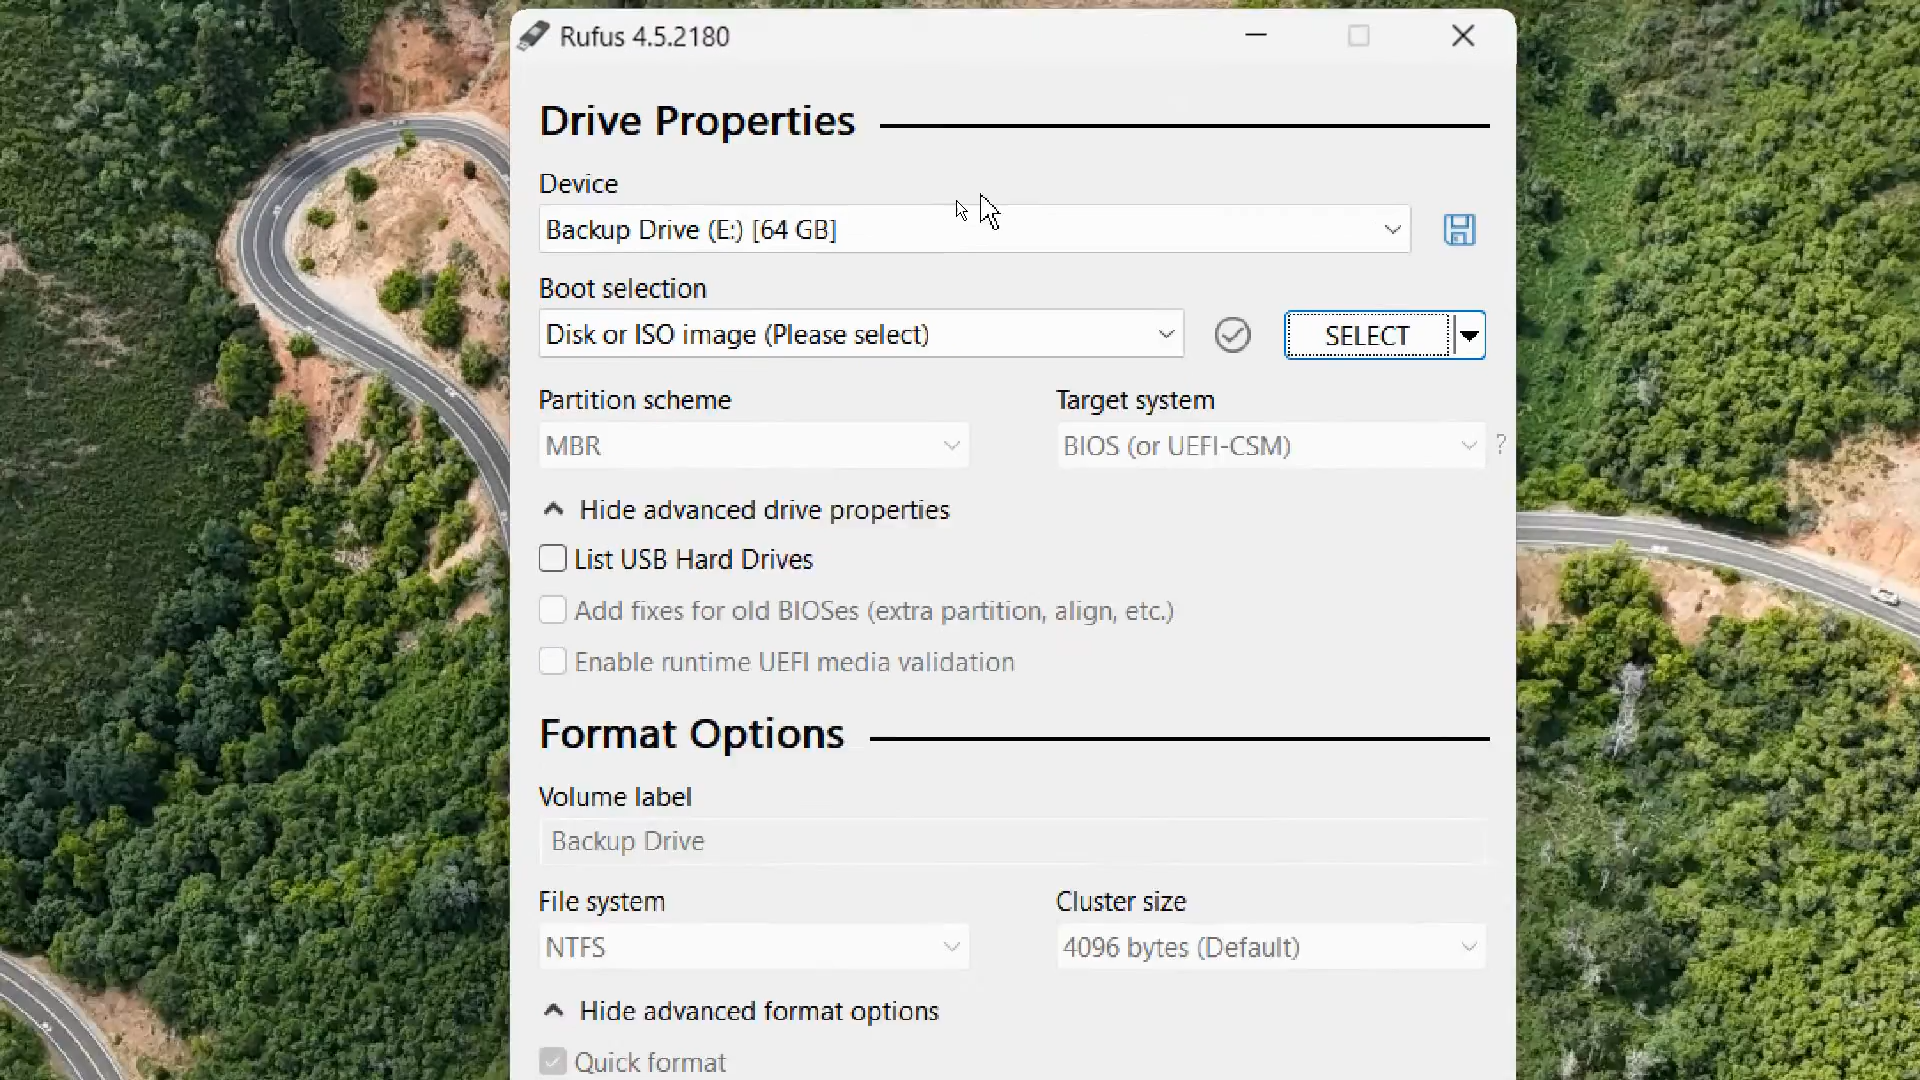 Rufus 4.5.2180
Drive Properties
Device
Backup Drive (E:) [64 GB]
Boot selection
Disk or ISO image (Please select)
SELECT
Partition scheme
Target system
MBR
BIOS (or UEFI-CSM)
?
Hide advanced drive properties
List USB Hard Drives
Add fixes for old BIOSes (extra partition, align, etc.)
Enable runtime UEFI media validation
Format Options
Volume label
Backup Drive
File system
Cluster size
NTFS
4096 bytes (Default)
Hide advanced format options
Quick format